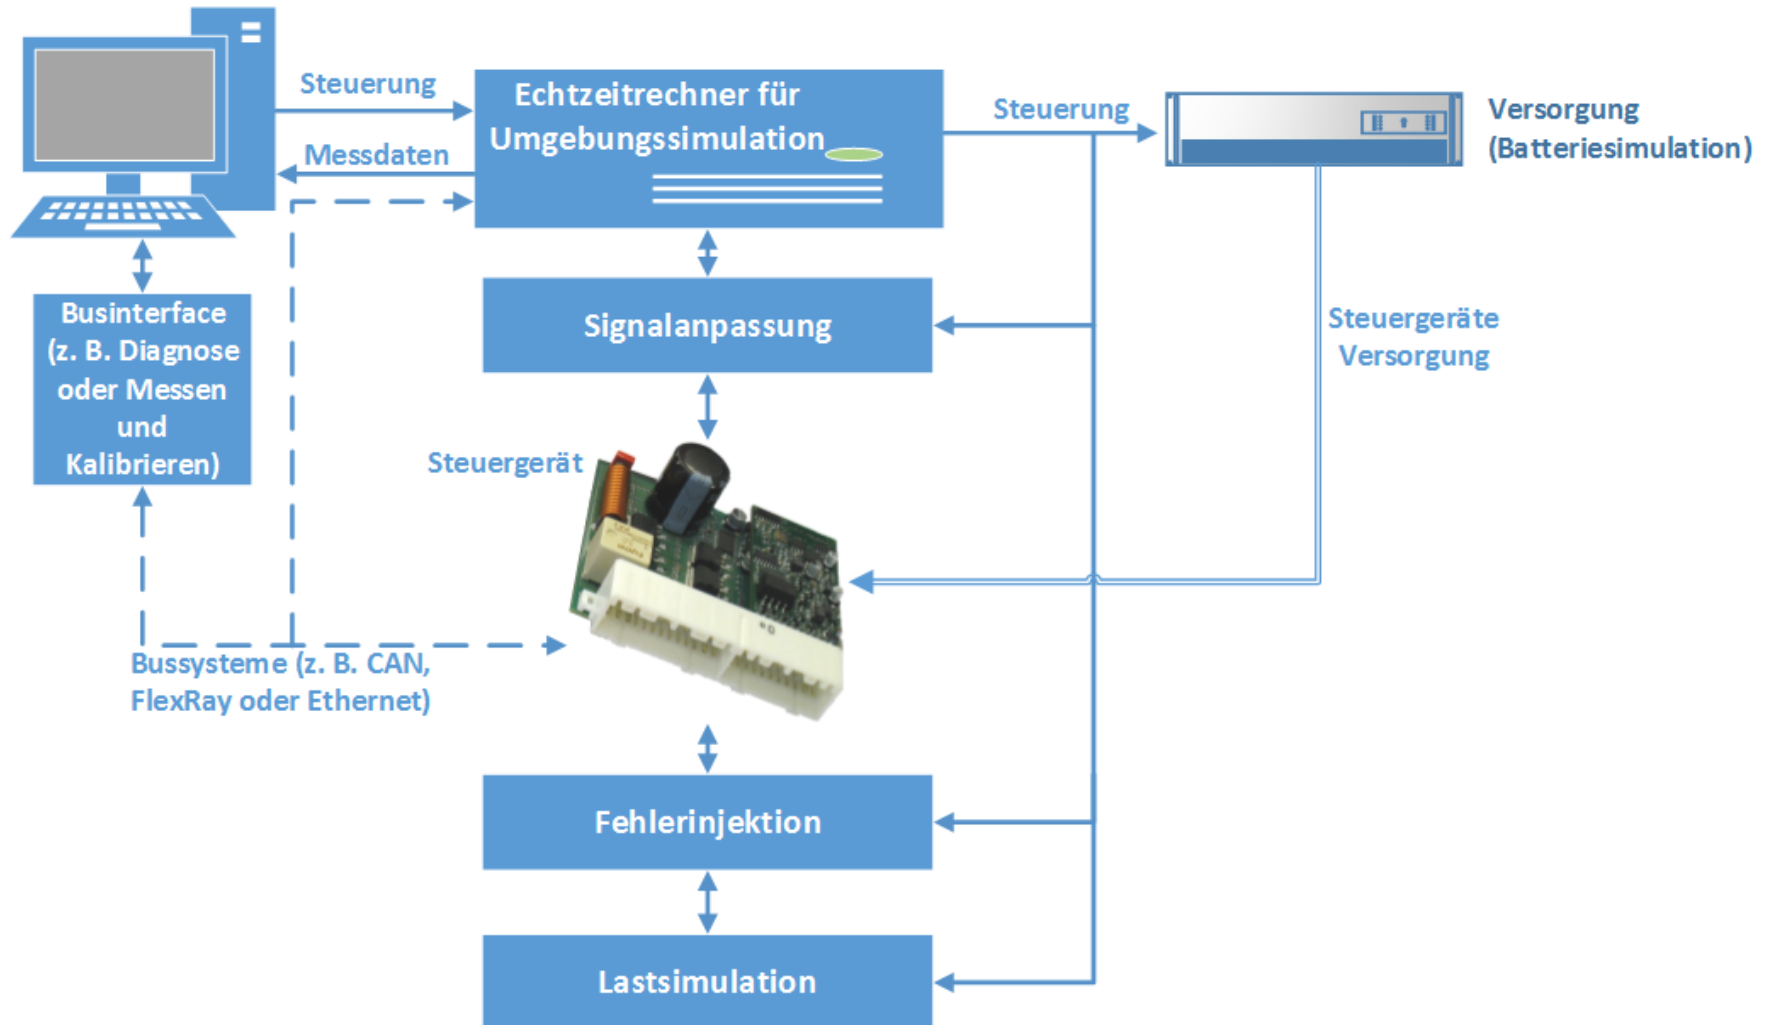 Steuerung
Messdaten
Echtzeitrechner für
Umgebungssimulation
Steuerung
Versorgung
(Batteriesimulation)
Businterface
(z. B. Diagnose
oder Messen
und
Kalibrieren)
Signalanpassung
Steuergeräte
Versorgung
Steuergerät
Bussysteme (z. B. CAN,
FlexRay oder Ethernet)
Fehlerinjektion
Lastsimulation